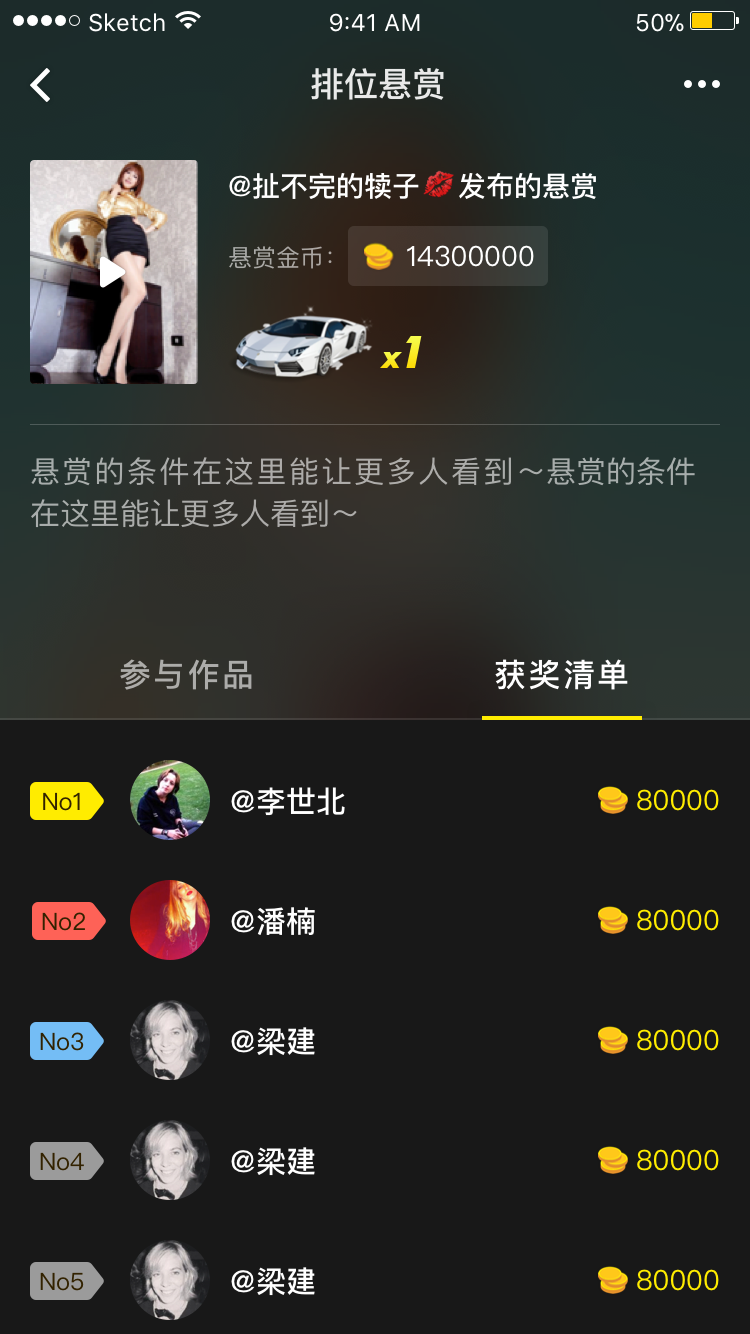 Sketch 9:41 AM 50%
排位悬赏
@扯不完的犊子💋发布的悬赏
悬赏金币： 14300000
x1
悬赏的条件在这里能让更多人看到～悬赏的条件
在这里能让更多人看到～
参与作品 获奖清单
No1 @李世北 80000
No2 @潘楠 80000
No3 @梁建 80000
No4 @梁建 80000
No5 @梁建 80000